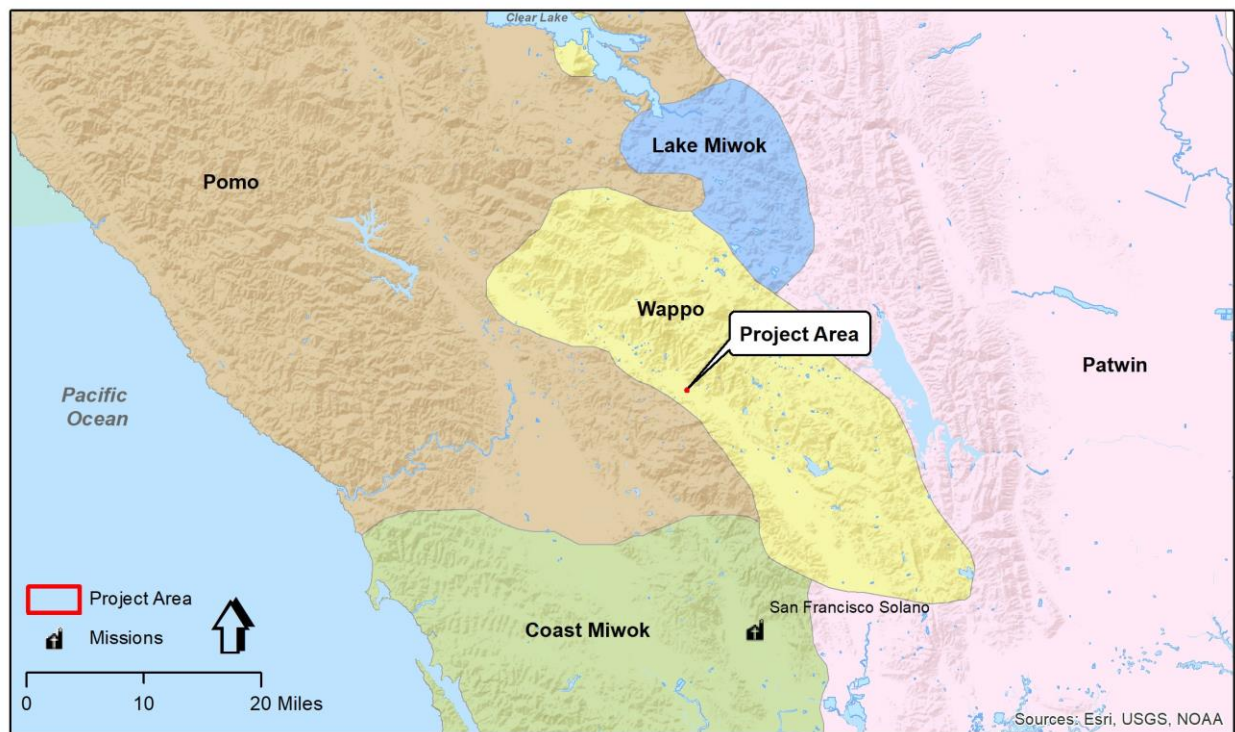 Clear Lake
Lake Miwok
Pomo
Wappo
Project Area
Patwin
Pacific
Ocean
Project Area
San Francisco Solano
Missions
Coast Miwok
0 10 20 Miles
Sources: Esri, USGS, NOAA